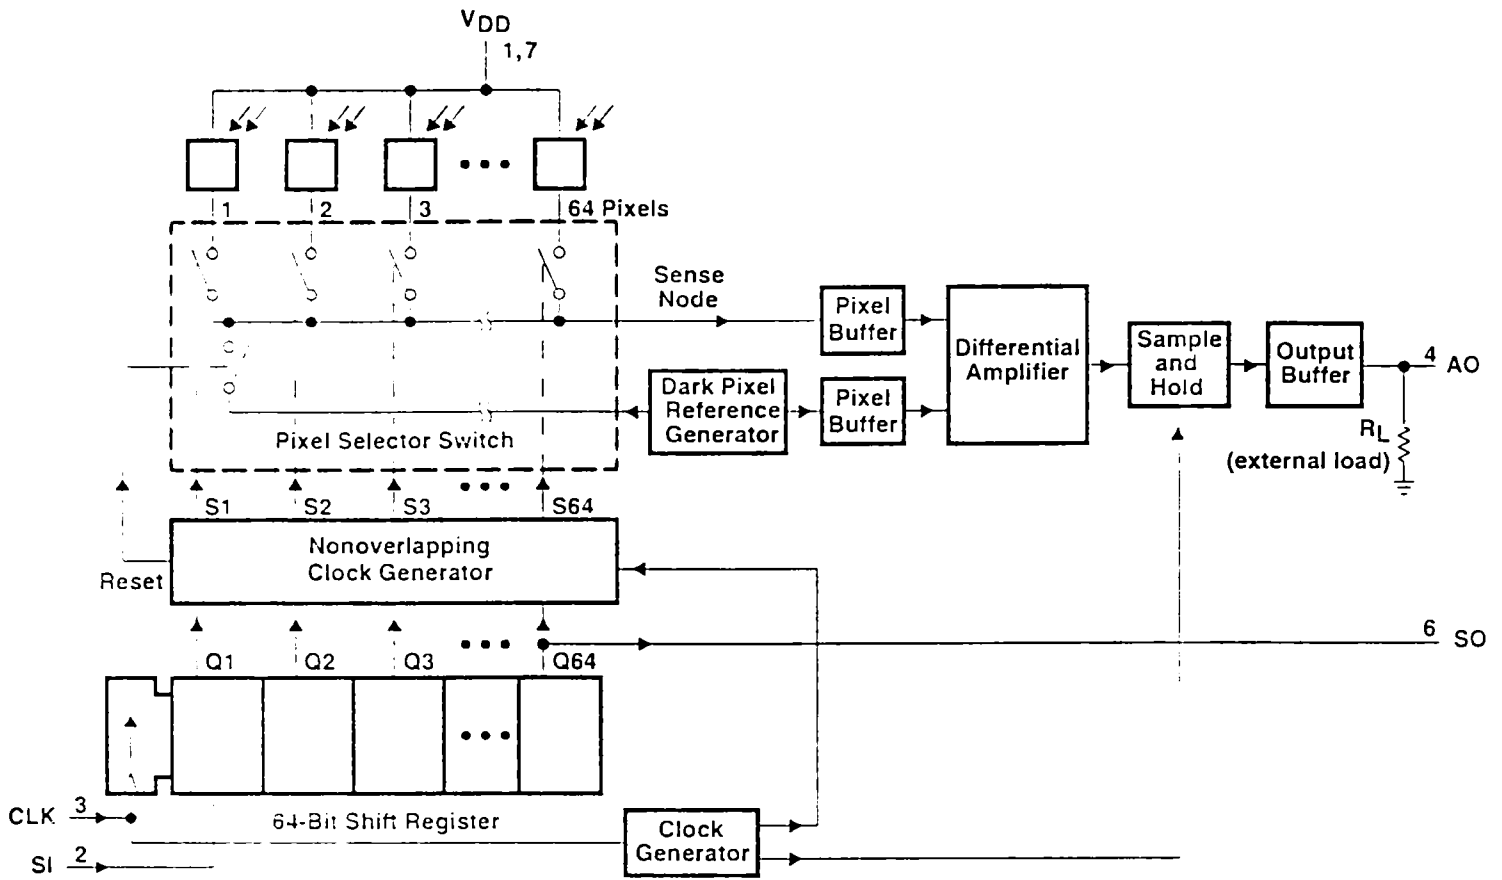 VDD
1,7
1
2
3
64 Pixels
Sense
Node
Pixel
Buffer
Differential
Amplifier
Sample
and
Hold
Output
Buffer
4
AO
Dark Pixel
Reference
Generator
Pixel
Buffer
Pixel Selector Switch
RL
(external load)
S1
S2
S3
S64
Nonoverlapping
Clock Generator
Reset
6
SO
Q1
Q2
Q3
Q64
CLK
3
64-Bit Shift Register
Clock
Generator
SI
2